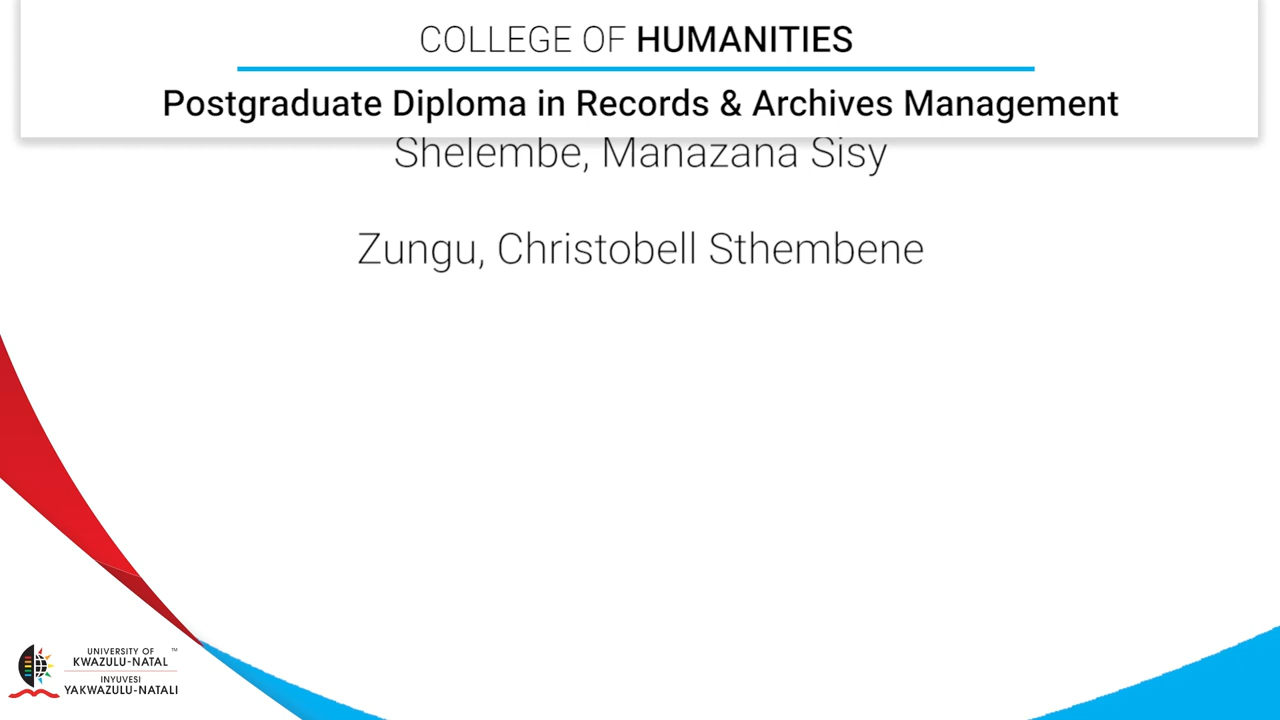 COLLEGE OF HUMANITIES
Postgraduate Diploma in Records & Archives Management
Shelembe, Manazana Sisy
Zungu, Christobell Sthembene
UNIVERSITY OF ™
KWAZULU-NATAL
INYUVESI
YAKWAZULU-NATALI